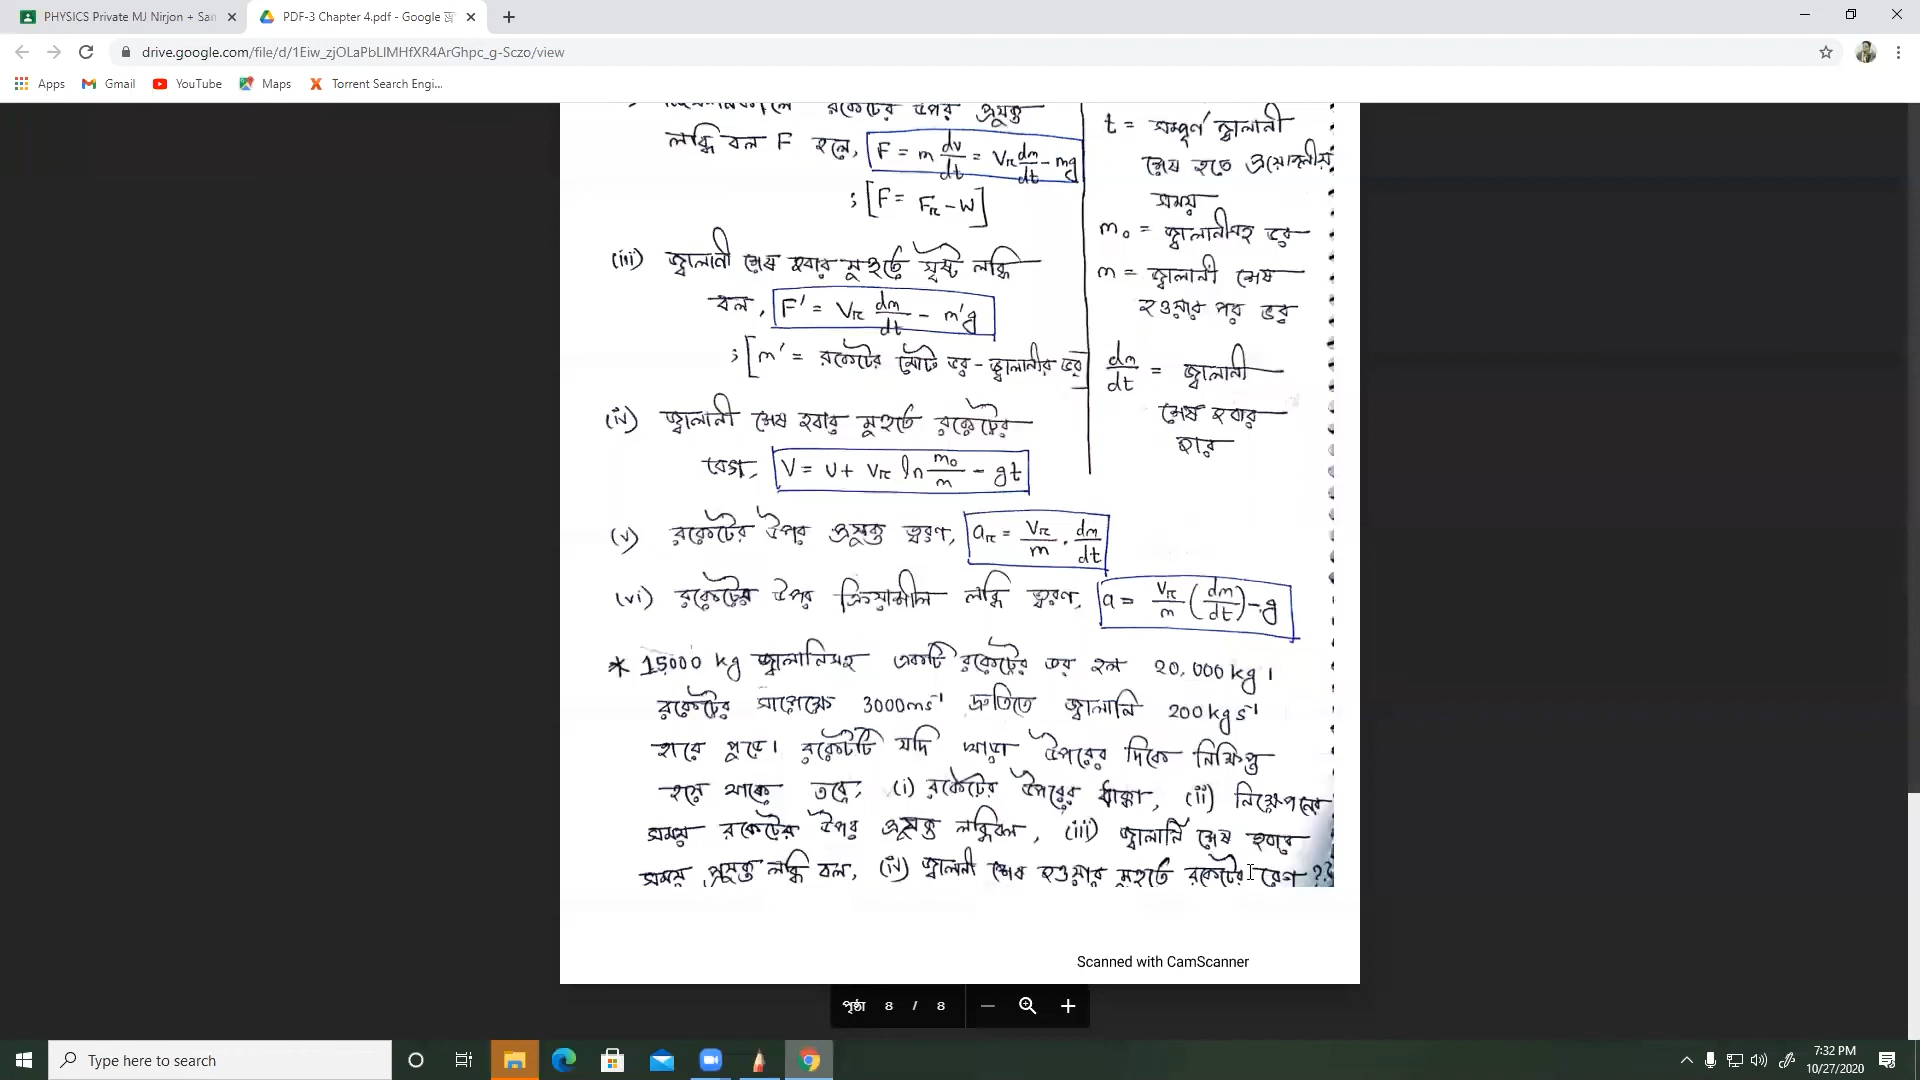 PHYSICS Private MJ Nirjon + San
PDF-3 Chapter 4.pdf - Google
drive.google.com/file/d/1Eiw_zjOLaPbLlMHfXR4ArGhpc_g-Sczo/view
Apps
Gmail
YouTube
Maps
Torrent Search Engi...
রকেটের উপর প্রযুক্ত
লব্ধি বল F হলে, F = m dv/dt = Vr dm/dt - mg
; [F = Fr - W]
(iii) জ্বালানী শেষ হবার মুহূর্তে সৃষ্ট লব্ধি
বল, F' = Vr dm/dt - m'g
; [m' = রকেটের মোট ভর - জ্বালানীর ভর]
(iv) জ্বালানী শেষ হবার মুহূর্তে রকেটের
বেগ, V = u + Vr ln m₀/m - gt
(v) রকেটের উপর প্রযুক্ত ত্বরণ, ar = Vr/m . dm/dt
(vi) রকেটের উপর ক্রিয়াশীল লব্ধি ত্বরণ, a = Vr/m (dm/dt) - g
t = সম্পূর্ণ জ্বালানী
শেষ হতে প্রয়োজনীয়
সময়
m₀ = জ্বালানীসহ ভর
m = জ্বালানী শেষ
হওয়ার পর ভর
dm/dt = জ্বালানী
শেষ হবার
হার
* 15000 kg জ্বালানিসহ একটি রকেটের ভর হল 20,000 kg।
রকেটের সাপেক্ষে 3000ms⁻¹ দ্রুতিতে জ্বালানি 200kgs⁻¹
হারে পুড়ে। রকেটটি যদি খাড়া উপরের দিকে নিক্ষিপ্ত
হয়ে থাকে তবে, (i) রকেটের উপরের ধাক্কা, (ii) নিক্ষেপনের
সময় রকেটের উপর প্রযুক্ত লব্ধিবল, (iii) জ্বালানি শেষ হবার
সময় প্রযুক্ত লব্ধি বল, (iv) জ্বালানী শেষ হওয়ার মুহূর্তে রকেটের বেগ ??
Scanned with CamScanner
পৃষ্ঠা 8 / 8
Type here to search
7:32 PM
10/27/2020